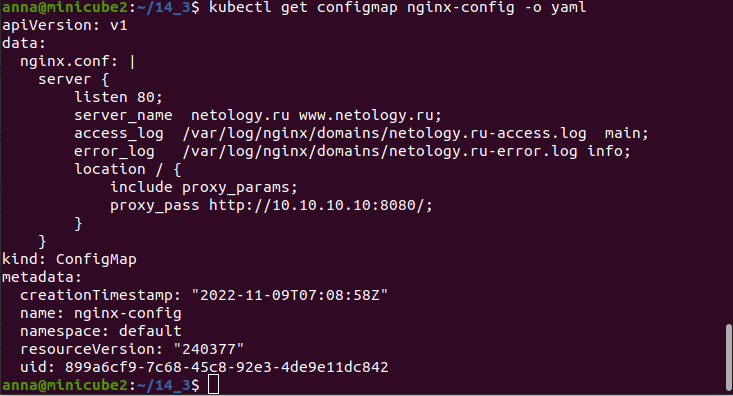 anna@minicube2:~/14_3$ kubectl get configmap nginx-config -o yaml
apiVersion: v1
data:
  nginx.conf: |
    server {
        listen 80;
        server_name  netology.ru www.netology.ru;
        access_log  /var/log/nginx/domains/netology.ru-access.log  main;
        error_log   /var/log/nginx/domains/netology.ru-error.log info;
        location / {
            include proxy_params;
            proxy_pass http://10.10.10.10:8080/;
        }
    }
kind: ConfigMap
metadata:
  creationTimestamp: "2022-11-09T07:08:58Z"
  name: nginx-config
  namespace: default
  resourceVersion: "240377"
  uid: 899a6cf9-7c68-45c8-92e3-4de9e11dc842
anna@minicube2:~/14_3$